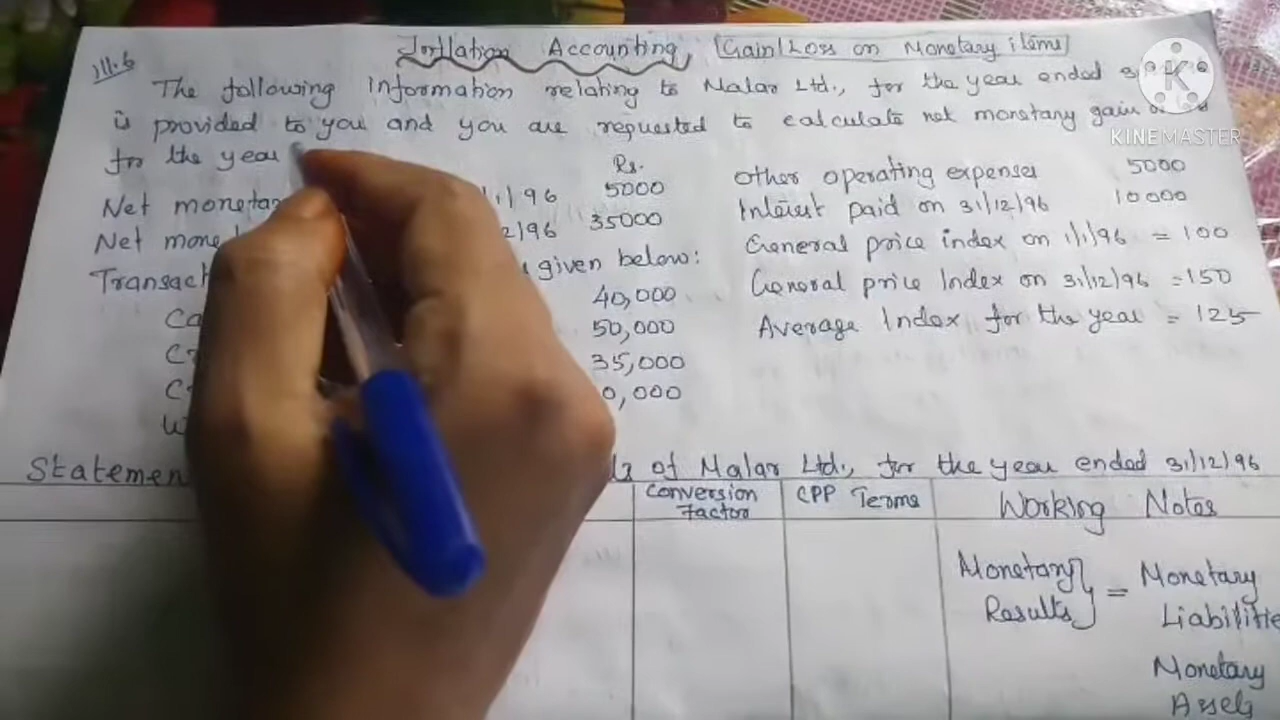 Inflation Accounting [Gain/Loss on Monetary items]
Ill.6
The following information relating to Malar Ltd., for the year ended
is provided to you and you are requested to calculate net monetary gain
for the year
Rs.
Net monetar 1/96 5000
Net mone 2/96 35000
Transact given below:
Ca 40,000
50,000
35,000
0,000
Other operating expenses 5000
Interest paid on 31/12/96 10000
General price index on 1/1/96 = 100
General price Index on 31/12/96 = 150
Average Index for the year = 125
Statemen of Malar Ltd., for the year ended 31/12/96
Conversion Factor
CPP Terms
Working Notes
Monetary Results } = Monetary Liabilitie
Monetary Assets
KINEMASTER